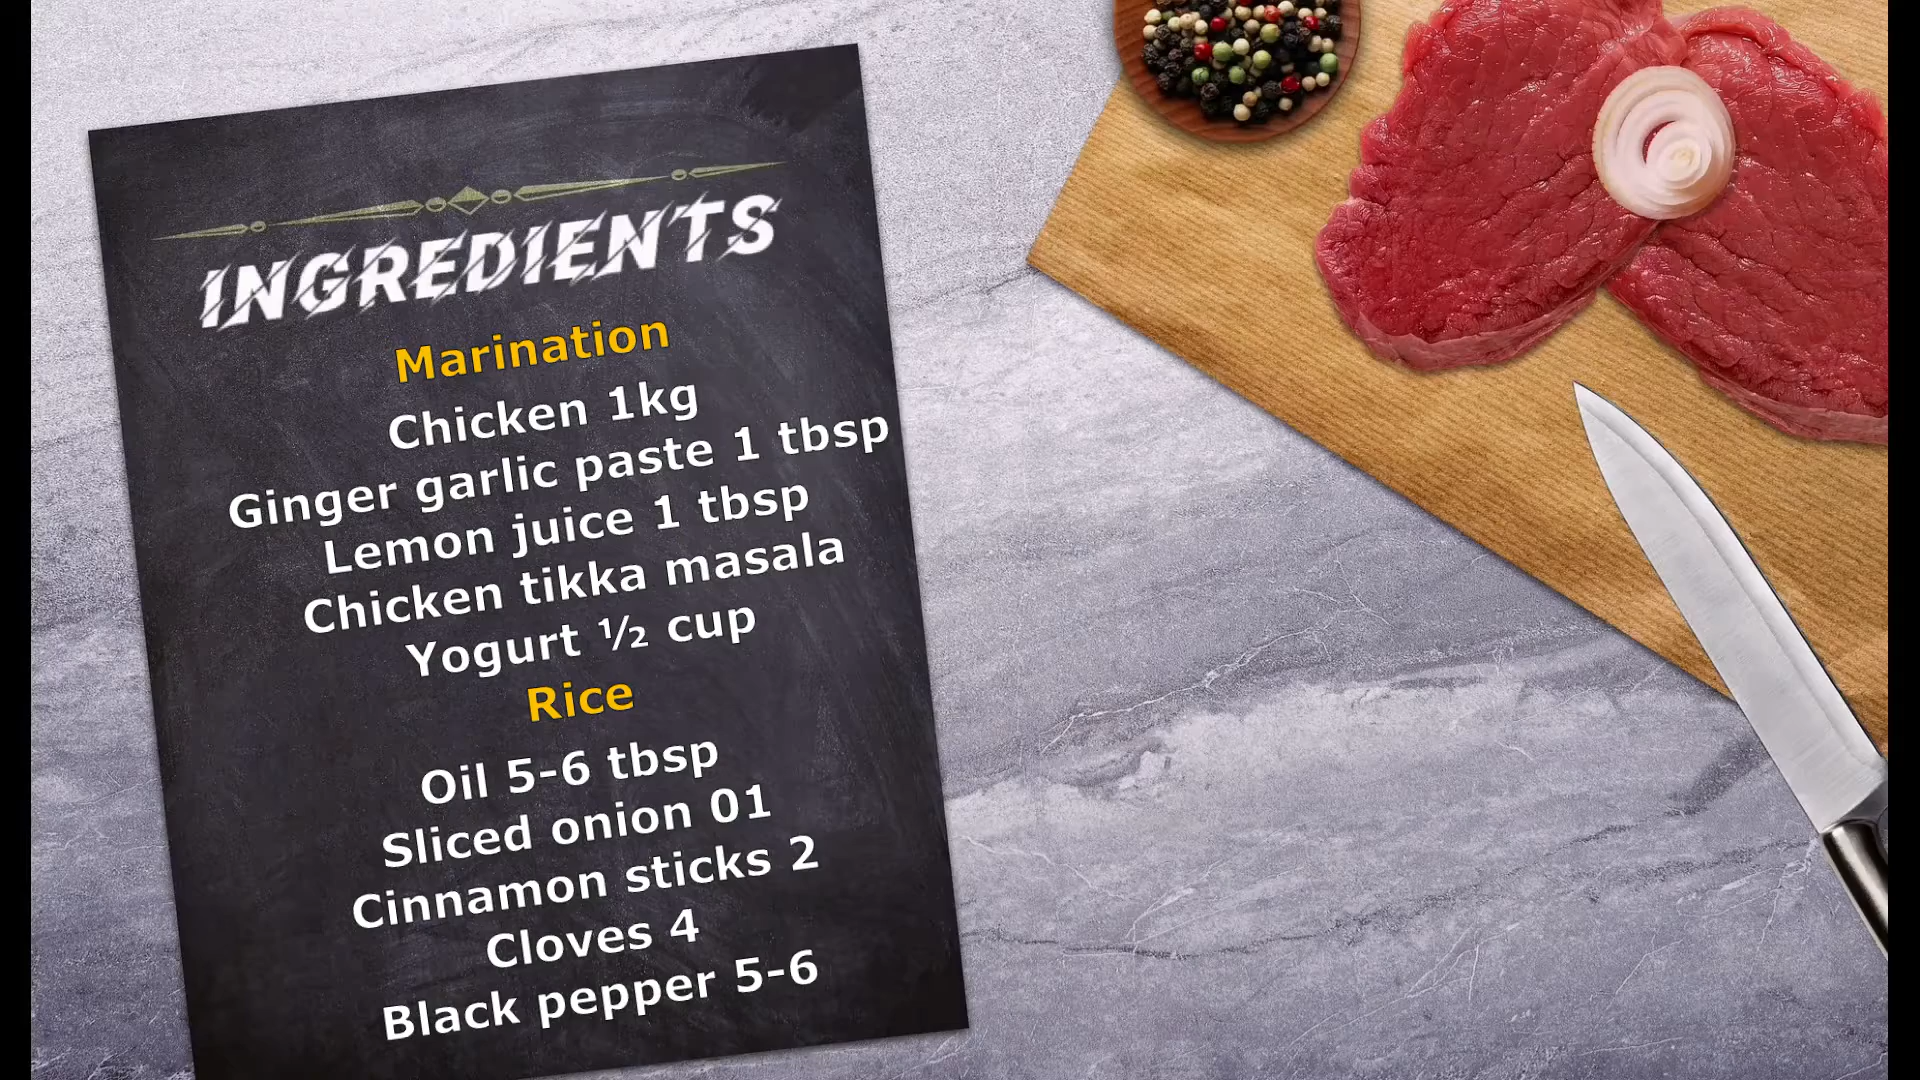 INGREDIENTS
Marination
Chicken 1kg
Ginger garlic paste 1 tbsp
Lemon juice 1 tbsp
Chicken tikka masala
Yogurt ½ cup
Rice
Oil 5-6 tbsp
Sliced onion 01
Cinnamon sticks 2
Cloves 4
Black pepper 5-6